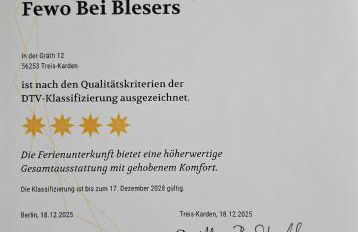 Fewo Bei Blesers
In der Gräth 12
56253 Treis-Karden
ist nach den Qualitätskriterien der
DTV-Klassifizierung ausgezeichnet.
Die Ferienunterkunft bietet eine höherwertige
Gesamtausstattung mit gehobenem Komfort.
Die Klassifizierung ist bis zum 17. Dezember 2028 gültig.
Berlin, 18.12.2025
Treis-Karden, 18.12.2025